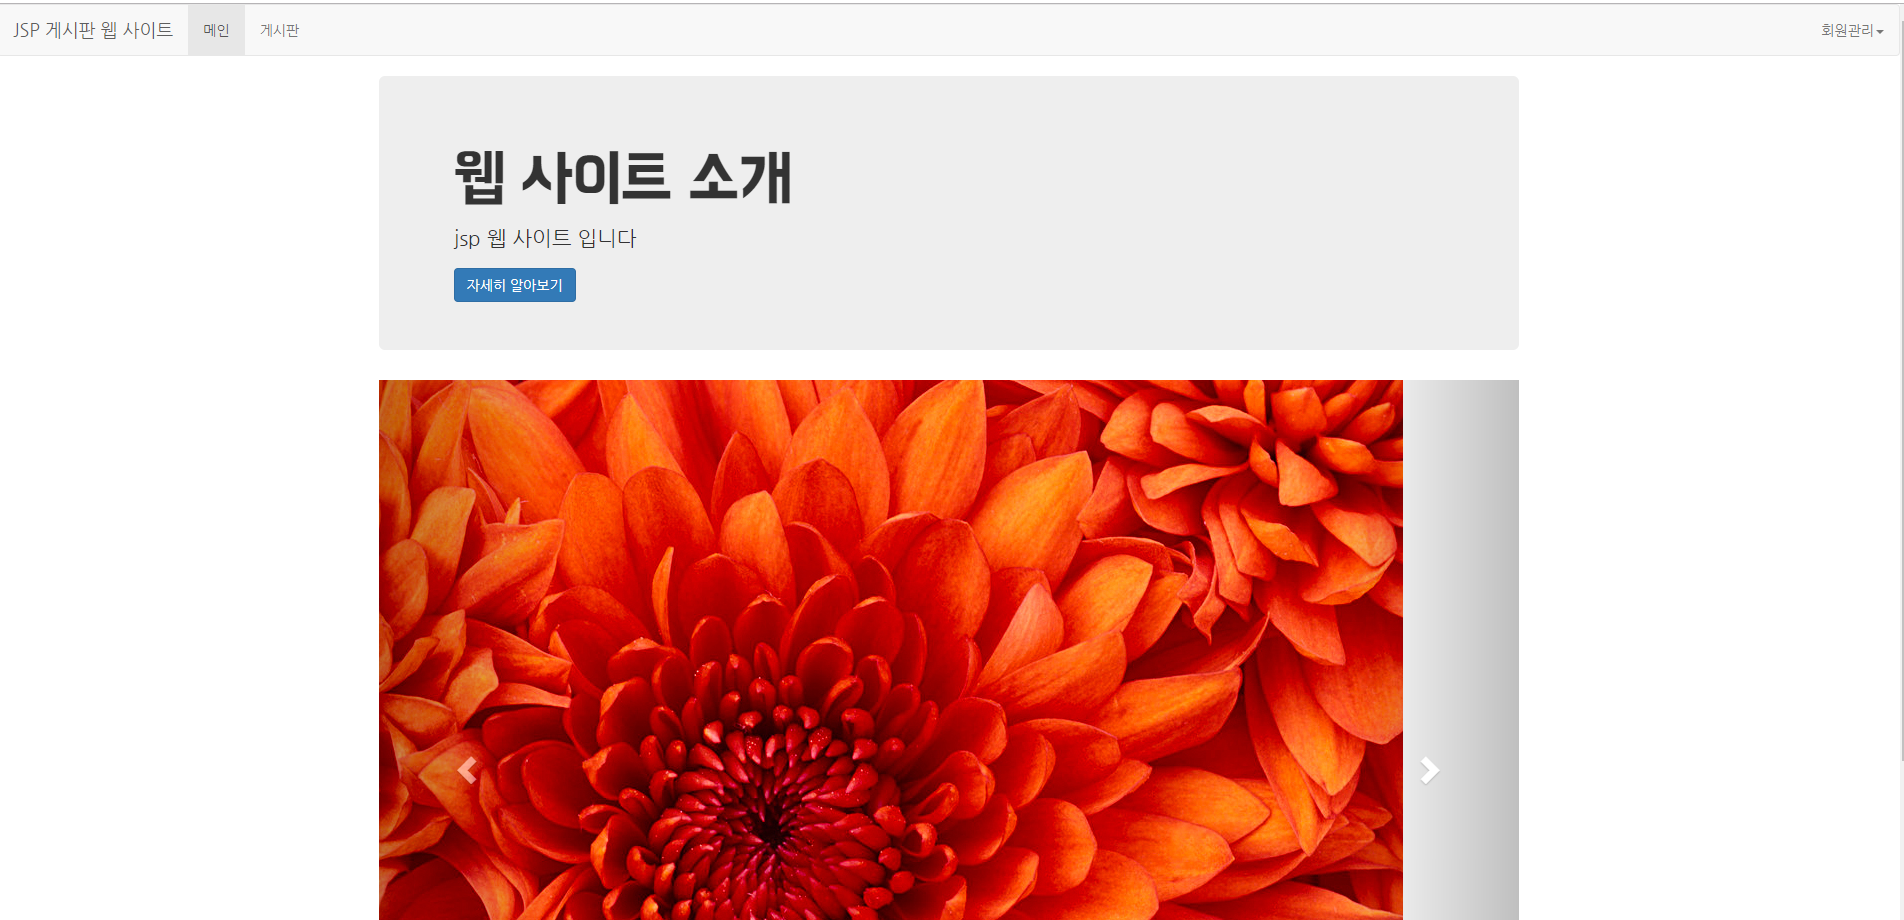 JSP 게시판 웹 사이트
메인
게시판
회원관리
웹 사이트 소개
jsp 웹 사이트 입니다
자세히 알아보기